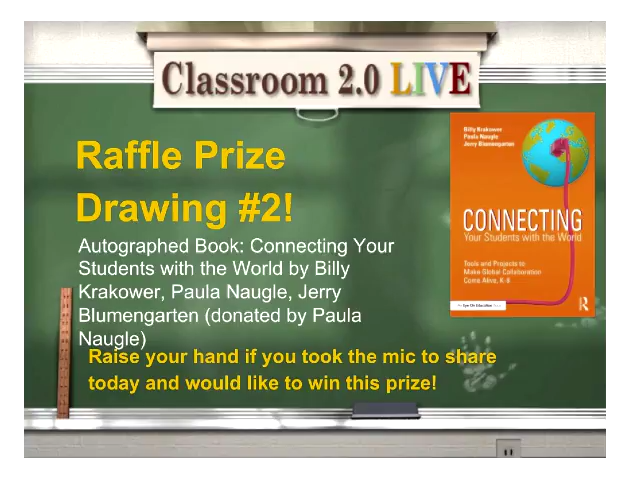 Classroom 2.0 LIVE
Raffle Prize
Drawing #2!
Autographed Book: Connecting Your
Students with the World by Billy
Krakower, Paula Naugle, Jerry
Blumengarten (donated by Paula
Naugle)
Raise your hand if you took the mic to share
today and would like to win this prize!
Billy Krakower
Paula Naugle
Jerry Blumengarten
CONNECTING
Your Students with the World
Tools and Projects to
Make Global Collaboration
Come Alive, K-8
R